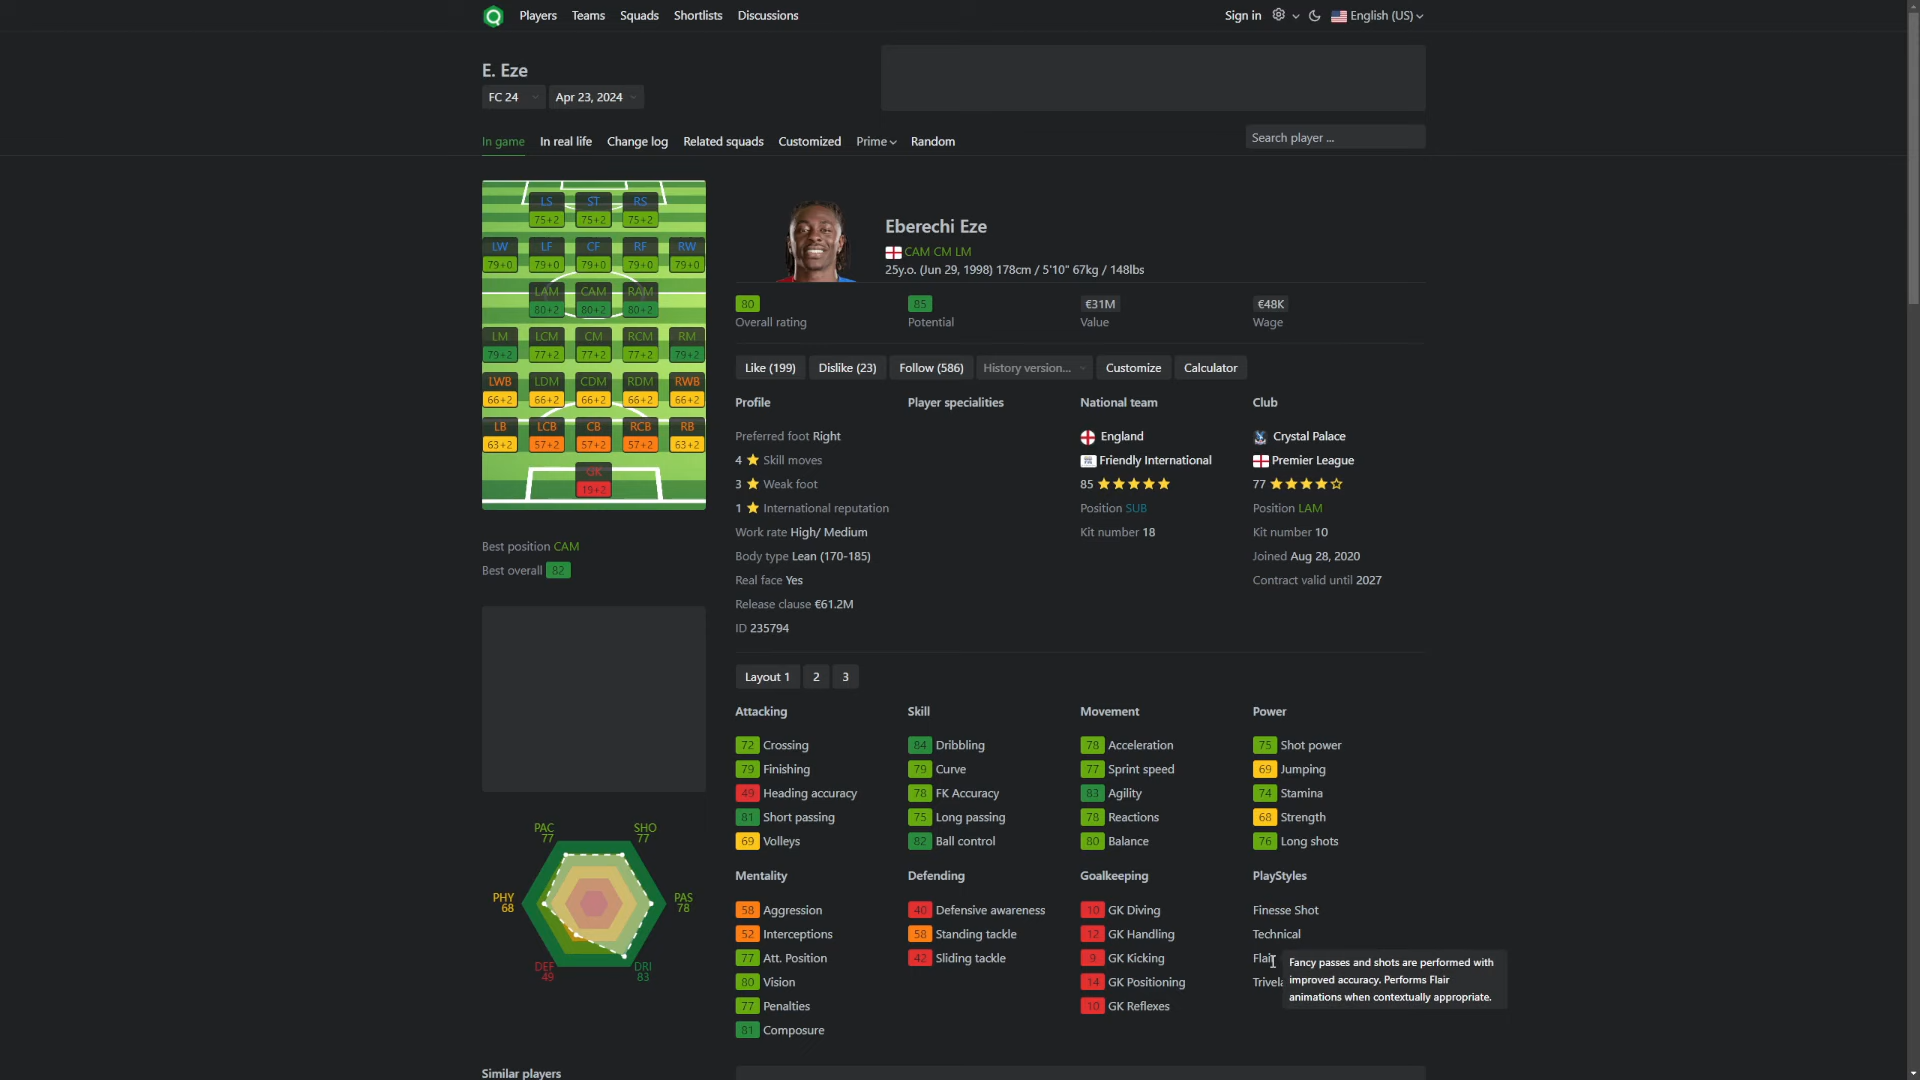 Players Teams Squads Shortlists Discussions Sign in English (US)
E. Eze
FC 24 Apr 23, 2024
In game In real life Change log Related squads Customized Prime Random Search player ...
LS ST RS
75+2 75+2 75+2
LW LF CF RF RW
79+0 79+0 79+0 79+0 79+0
LAM CAM RAM
80+2 80+2 80+2
LM LCM CM RCM RM
79+2 77+2 77+2 77+2 79+2
LWB LDM CDM RDM RWB
66+2 66+2 66+2 66+2 66+2
LB LCB CB RCB RB
63+2 57+2 57+2 57+2 63+2
GK
19+2
Best position CAM
Best overall 82
Eberechi Eze
CAM CM LM
25y.o. (Jun 29, 1998) 178cm / 5'10" 67kg / 148lbs
80 85 €31M €48K
Overall rating Potential Value Wage
Like (199) Dislike (23) Follow (586) History version... Customize Calculator
Profile
Preferred foot Right
4 Skill moves
3 Weak foot
1 International reputation
Work rate High/ Medium
Body type Lean (170-185)
Real face Yes
Release clause €61.2M
ID 235794
Player specialities
National team
England
Friendly International
85
Position SUB
Kit number 18
Club
Crystal Palace
Premier League
77
Position LAM
Kit number 10
Joined Aug 28, 2020
Contract valid until 2027
Layout 1 2 3
Attacking
72 Crossing
79 Finishing
49 Heading accuracy
81 Short passing
69 Volleys
Skill
84 Dribbling
79 Curve
78 FK Accuracy
75 Long passing
82 Ball control
Movement
78 Acceleration
77 Sprint speed
83 Agility
78 Reactions
80 Balance
Power
75 Shot power
69 Jumping
74 Stamina
68 Strength
76 Long shots
Mentality
58 Aggression
52 Interceptions
77 Att. Position
80 Vision
77 Penalties
81 Composure
Defending
40 Defensive awareness
58 Standing tackle
42 Sliding tackle
Goalkeeping
10 GK Diving
12 GK Handling
9 GK Kicking
14 GK Positioning
10 GK Reflexes
PlayStyles
Finesse Shot
Technical
Flair
Trivela
Fancy passes and shots are performed with
improved accuracy. Performs Flair
animations when contextually appropriate.
PAC
77
SHO
77
PHY
68
PAS
78
DEF
49
DRI
83
Similar players